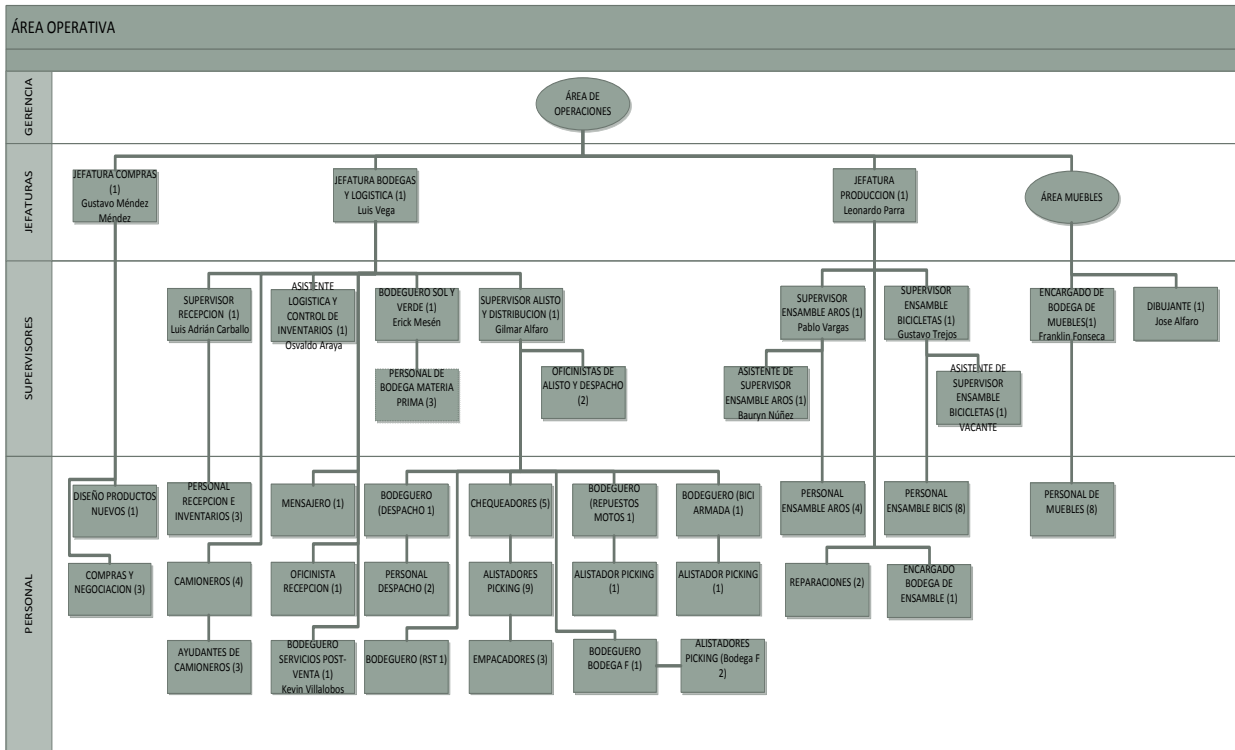 ÁREA OPERATIVA
GERENCIA
ÁREA DE
OPERACIONES
JEFATURAS
JEFATURA COMPRAS
(1)
Gustavo Méndez
Méndez
JEFATURA BODEGAS
Y LOGISTICA (1)
Luis Vega
JEFATURA
PRODUCCION (1)
Leonardo Parra
ÁREA MUEBLES
SUPERVISORES
SUPERVISOR
RECEPCION (1)
Luis Adrián Carballo
ASISTENTE
LOGISTICA Y
CONTROL DE
INVENTARIOS (1)
Osvaldo Araya
BODEGUERO SOL Y
VERDE (1)
Erick Mesén
SUPERVISOR ALISTO
Y DISTRIBUCION (1)
Gilmar Alfaro
SUPERVISOR
ENSAMBLE AROS (1)
Pablo Vargas
SUPERVISOR
ENSAMBLE
BICICLETAS (1)
Gustavo Trejos
ENCARGADO DE
BODEGA DE
MUEBLES(1)
Franklin Fonseca
DIBUJANTE (1)
Jose Alfaro
PERSONAL DE
BODEGA MATERIA
PRIMA (3)
OFICINISTAS DE
ALISTO Y DESPACHO
(2)
ASISTENTE DE
SUPERVISOR
ENSAMBLE AROS (1)
Bauryn Núñez
ASISTENTE DE
SUPERVISOR
ENSAMBLE
BICICLETAS (1)
VACANTE
PERSONAL
DISEÑO PRODUCTOS
NUEVOS (1)
PERSONAL
RECEPCION E
INVENTARIOS (3)
MENSAJERO (1)
BODEGUERO
(DESPACHO 1)
CHEQUEADORES (5)
BODEGUERO
(REPUESTOS
MOTOS 1)
BODEGUERO (BICI
ARMADA (1)
PERSONAL
ENSAMBLE AROS (4)
PERSONAL
ENSAMBLE BICIS (8)
PERSONAL DE
MUEBLES (8)
COMPRAS Y
NEGOCIACION (3)
CAMIONEROS (4)
OFICINISTA
RECEPCION (1)
PERSONAL
DESPACHO (2)
ALISTADORES
PICKING (9)
ALISTADOR PICKING
(1)
ALISTADOR PICKING
(1)
REPARACIONES (2)
ENCARGADO
BODEGA DE
ENSAMBLE (1)
AYUDANTES DE
CAMIONEROS (3)
BODEGUERO
SERVICIOS POST-
VENTA (1)
Kevin Villalobos
BODEGUERO (RST 1)
EMPACADORES (3)
BODEGUERO
BODEGA F (1)
ALISTADORES
PICKING (Bodega F
2)